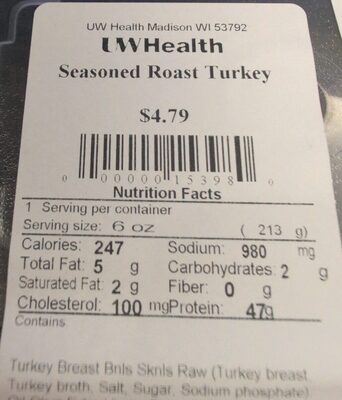 UW Health Madison WI 53792
UWHealth
Seasoned Roast Turkey
$4.79
0 00000 15398 0
Nutrition Facts
1 Serving per container
Serving size: 6 oz ( 213 g)
Calories: 247 Sodium: 980 mg
Total Fat: 5 g Carbohydrates: 2 g
Saturated Fat: 2 g Fiber: 0 g
Cholesterol: 100 mg Protein: 47g
Contains
Turkey Breast Bnls Sknls Raw (Turkey breast,
Turkey broth, Salt, Sugar, Sodium phosphate)